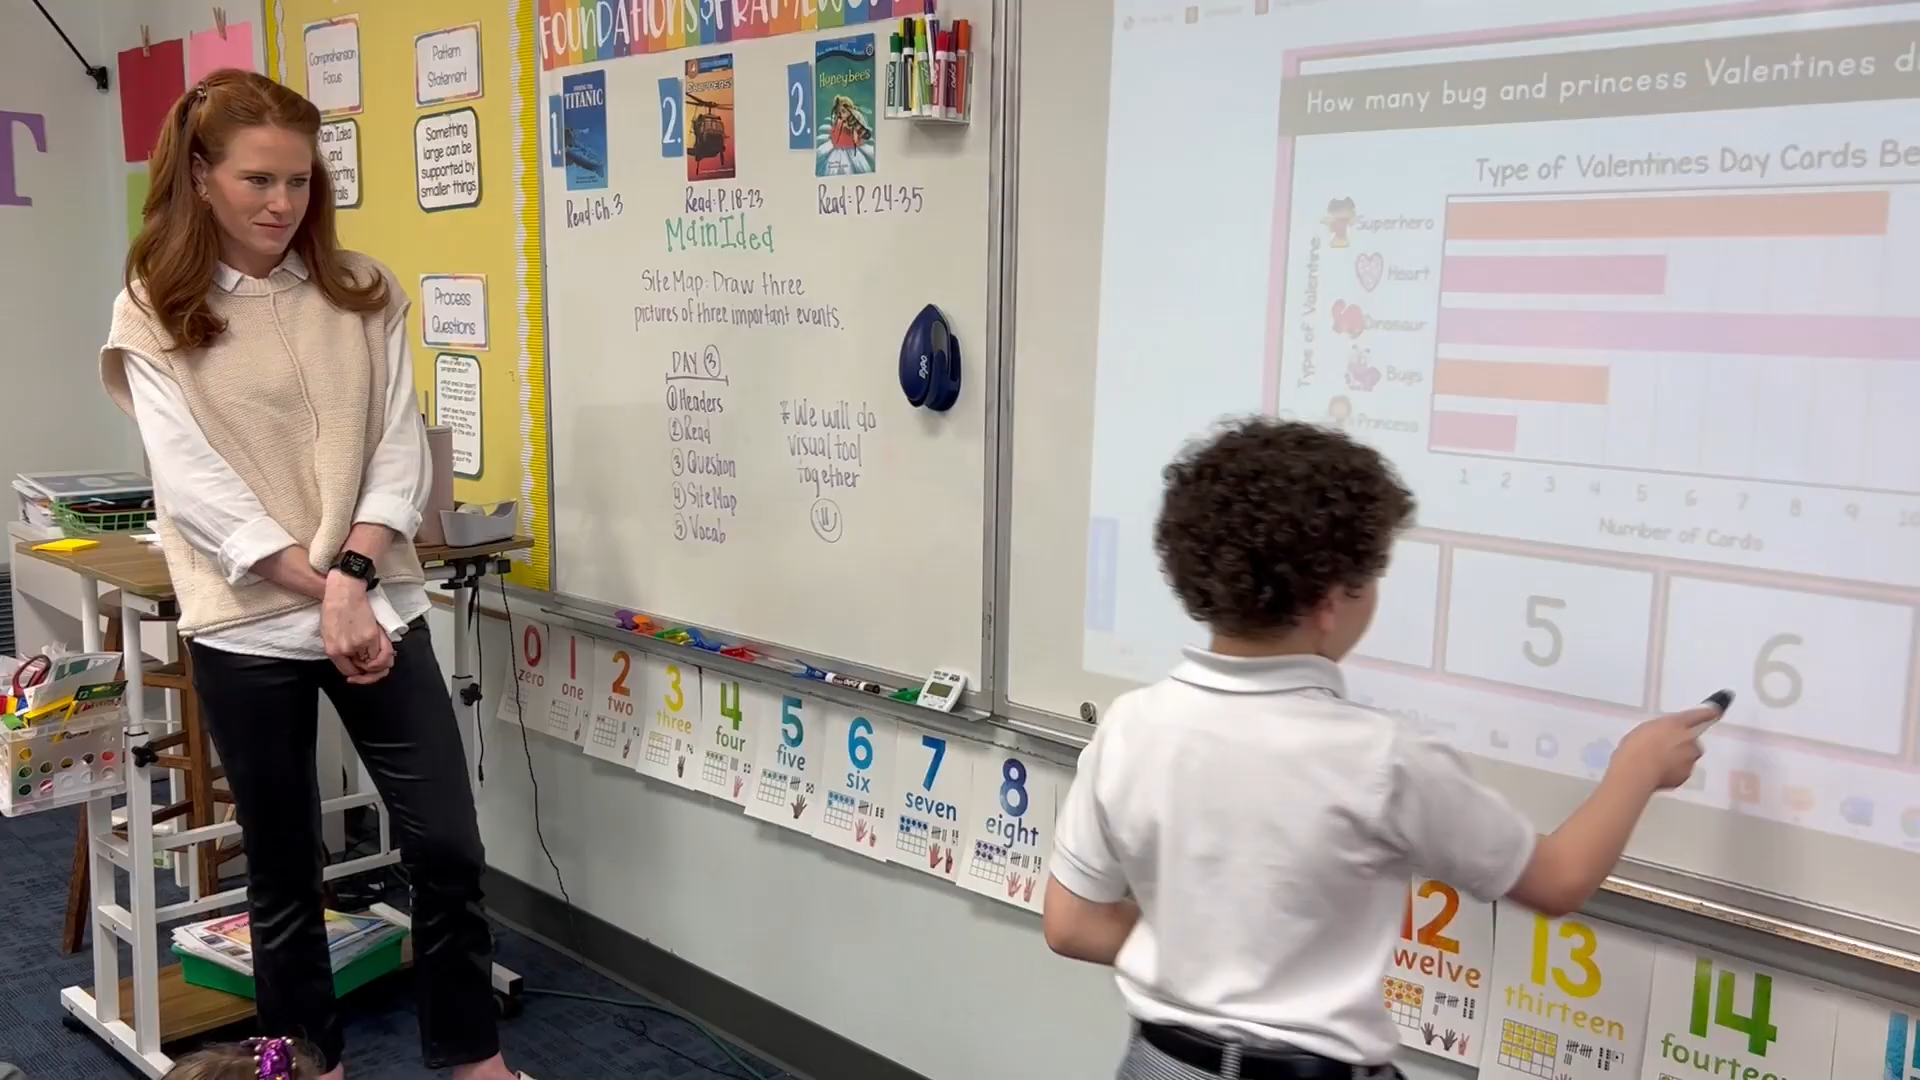 FOUNDATIONS & FRAMEWORKS
Comprehension
Focus
Pattern
Statement
Main Idea
and
Something
large can be
supported by
smaller things
Process
Questions
1.
TITANIC
2.
CHOPPERS!
3.
Honeybees
Read: Ch. 3
Read: P. 18-23
Read: P. 24-35
Main Idea
Site Map: Draw three
pictures of three important events.
DAY 3
1 Headers
2 Read
3 Question
4 Site Map
5 Vocab
* We will do
visual tool
together
EXPO
How many bug and princess Valentines d
Type of Valentines Day Cards Be
Type of Valentine
Superhero
Heart
Dinosaur
Bugs
Princess
1 2 3 4 5 6 7 8 9 10
Number of Cards
5
6
0
zero
1
one
2
two
3
three
4
four
5
five
6
six
7
seven
8
eight
12
twelve
13
thirteen
14
fourteen
T